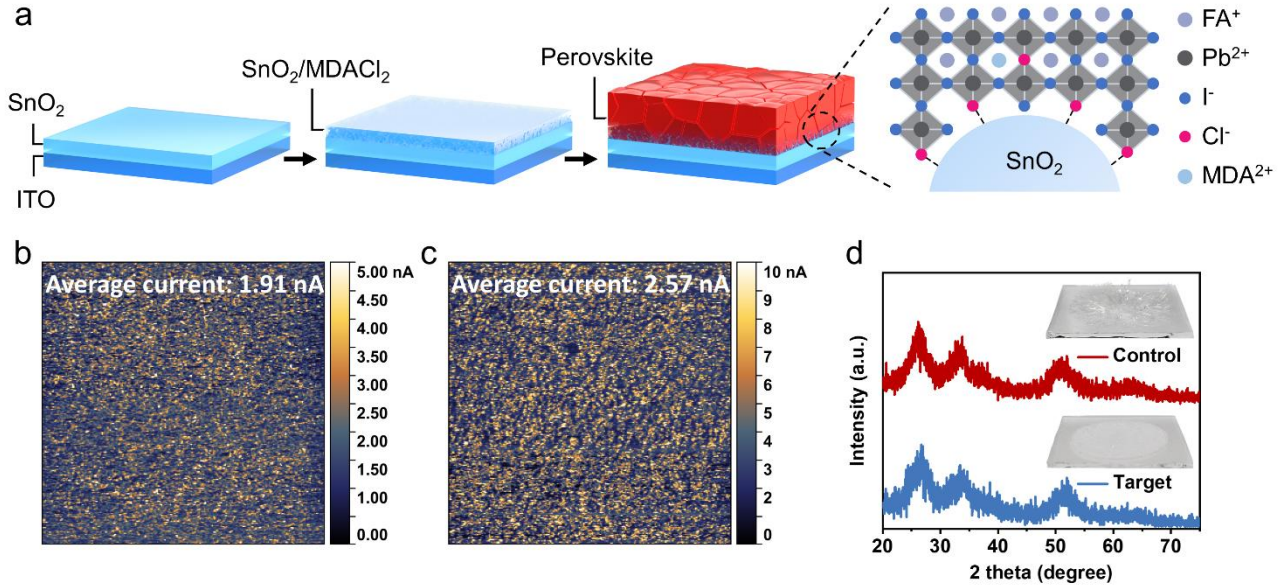 a
SnO2
ITO
SnO2/MDACl2
Perovskite
SnO2
FA+
Pb2+
I-
Cl-
MDA2+
b
Average current: 1.91 nA
5.00 nA
4.50
4.00
3.50
3.00
2.50
2.00
1.50
1.00
0.00
c
Average current: 2.57 nA
10 nA
9
8
7
6
5
4
3
2
0
d
Intensity (a.u.)
Control
Target
20 30 40 50 60 70
2 theta (degree)